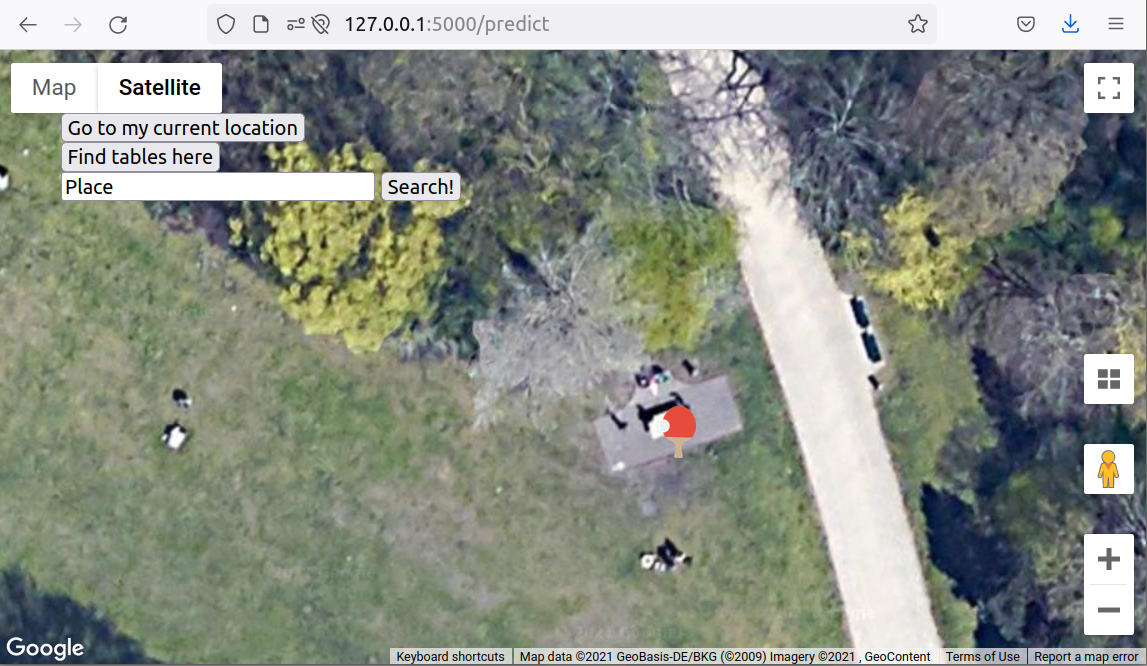 127.0.0.1:5000/predict
Map Satellite
Go to my current location
Find tables here
Place Search!
Google
Keyboard shortcuts Map data ©2021 GeoBasis-DE/BKG (©2009) Imagery ©2021 , GeoContent Terms of Use Report a map error